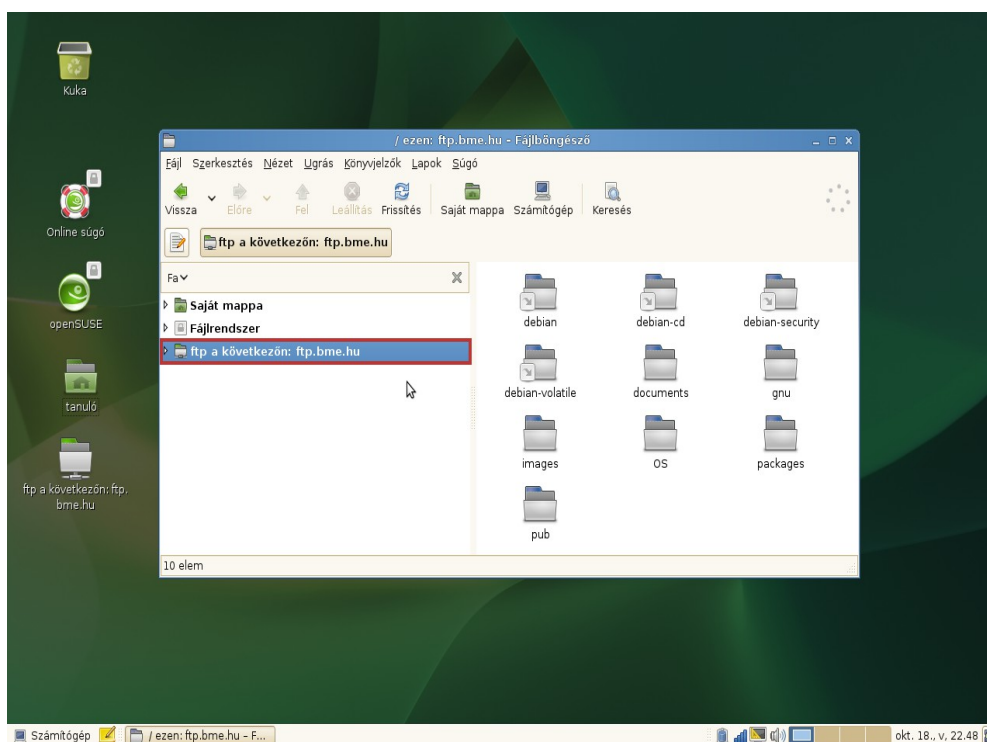 Kuka
Online súgó
openSUSE
tanuló
ftp a következőn: ftp.
bme.hu
/ ezen: ftp.bme.hu - Fájlböngésző
Fájl Szerkesztés Nézet Ugrás Könyvjelzők Lapok Súgó
Vissza Előre Fel Leállítás Frissítés Saját mappa Számítógép Keresés
ftp a következőn: ftp.bme.hu
Fa
Saját mappa
Fájlrendszer
ftp a következőn: ftp.bme.hu
debian debian-cd debian-security
debian-volatile documents gnu
images OS packages
pub
10 elem
Számítógép / ezen: ftp.bme.hu - F... okt. 18., v, 22.48